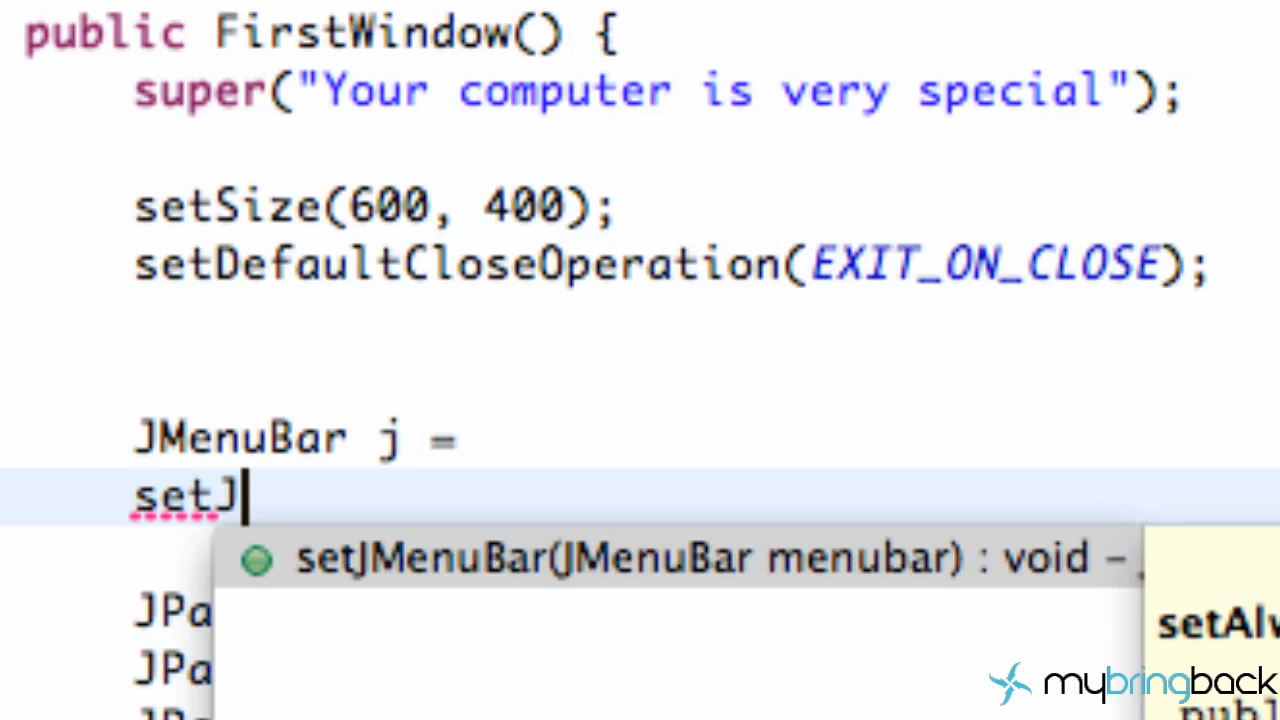 public FirstWindow() {
super("Your computer is very special");
setSize(600, 400);
setDefaultCloseOperation(EXIT_ON_CLOSE);
JMenuBar j =
setJ
setJMenuBar(JMenuBar menubar) : void –
JPa
setAlw
JPa
mybringback